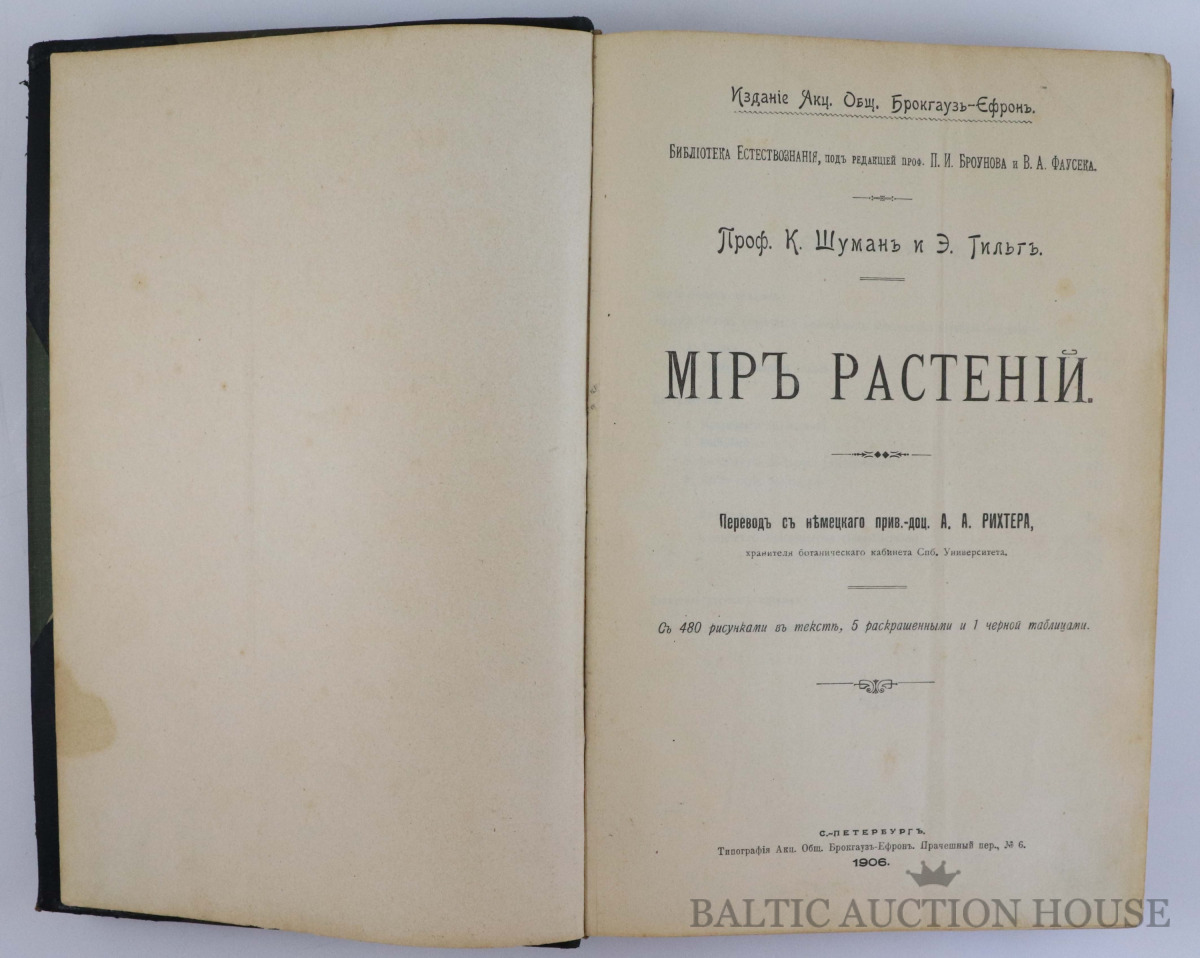 Изданіе Акц. Общ. Брокгаузъ-Ефронъ.
Библіотека Естествознанія, подъ редакціей проф. П. И. Броунова и В. А. Фаусека.
Проф. К. Шуманъ и Э. Гильгъ.
МІРЪ РАСТЕНІЙ.
Переводъ съ нѣмецкаго прив.-доц. А. А. РИХТЕРА,
хранителя ботаническаго кабинета Спб. Университета.
Съ 480 рисунками въ текстѣ, 5 раскрашенными и 1 черной таблицами.
С.-ПЕТЕРБУРГЪ.
Типографія Акц. Общ. Брокгаузъ-Ефронъ. Прачешный пер., № 6.
1906.
BALTIC AUCTION HOUSE